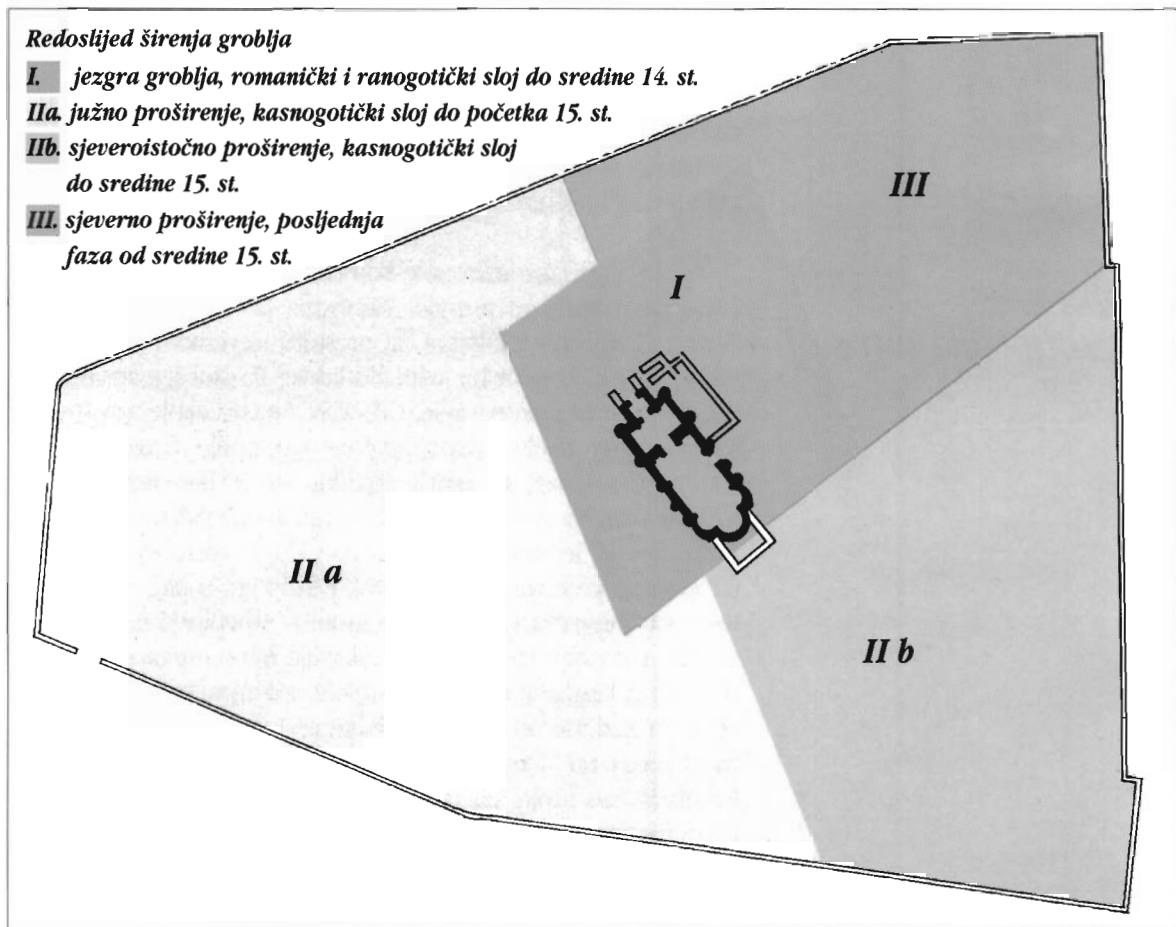 Redoslijed širenja groblja
I. jezgra groblja, romanički i ranogotički sloj do sredine 14. st.
IIa. južno proširenje, kasnogotički sloj do početka 15. st.
IIb. sjeveroistočno proširenje, kasnogotički sloj
do sredine 15. st.
III. sjeverno proširenje, posljednja
faza od sredine 15. st.
III
I
II a
II b